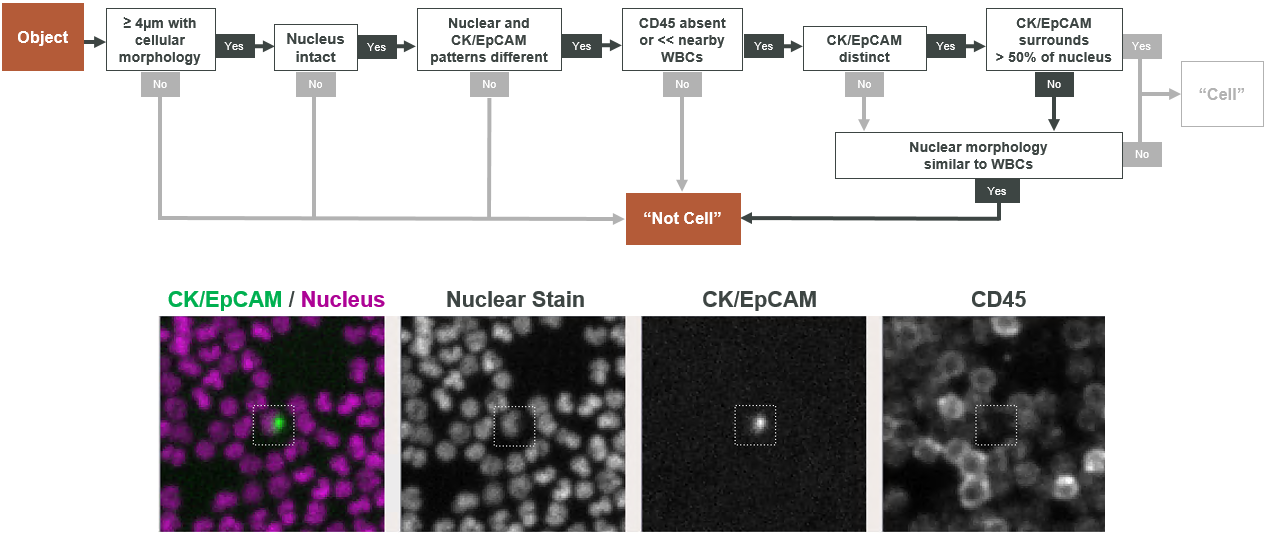 Object
≥ 4µm with
cellular
morphology
Yes
Nucleus
intact
Yes
Nuclear and
CK/EpCAM
patterns different
Yes
CD45 absent
or << nearby
WBCs
Yes
CK/EpCAM
distinct
Yes
CK/EpCAM
surrounds
> 50% of nucleus
Yes
No
No
No
No
No
No
“Cell”
Nuclear morphology
similar to WBCs
No
Yes
“Not Cell”
CK/EpCAM / Nucleus
Nuclear Stain
CK/EpCAM
CD45